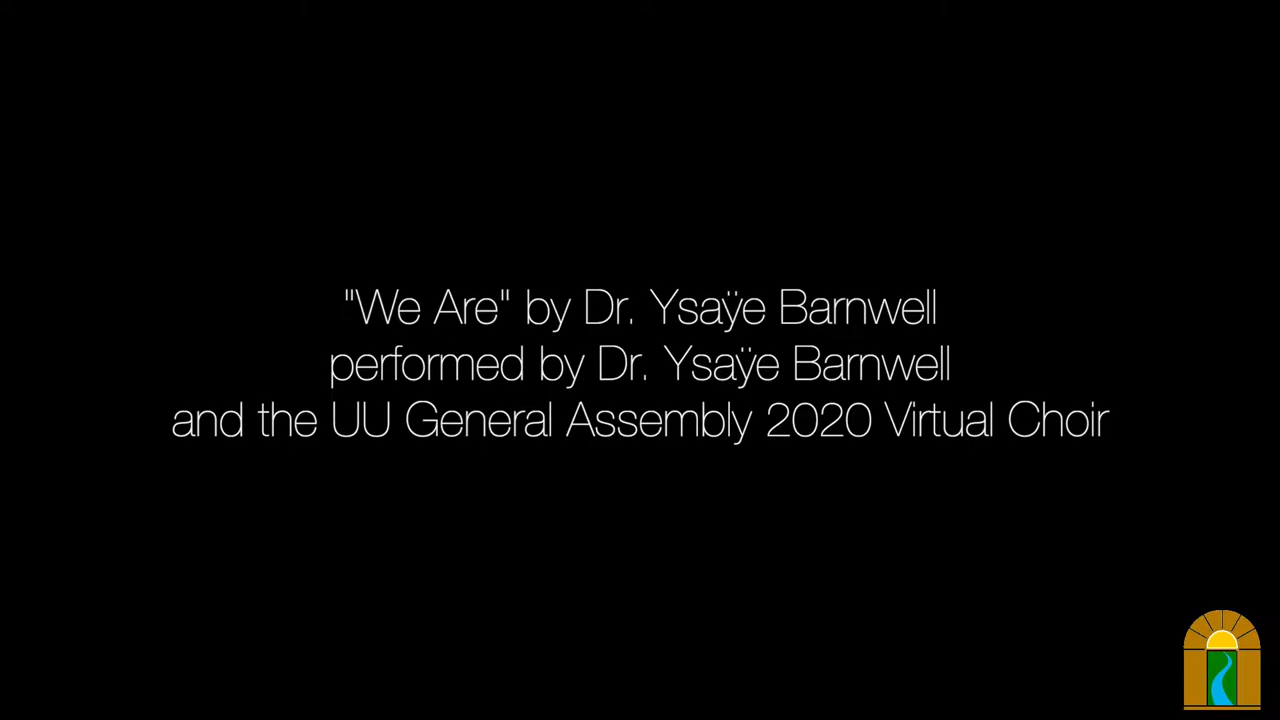 "We Are" by Dr. Ysaÿe Barnwell
performed by Dr. Ysaÿe Barnwell
and the UU General Assembly 2020 Virtual Choir